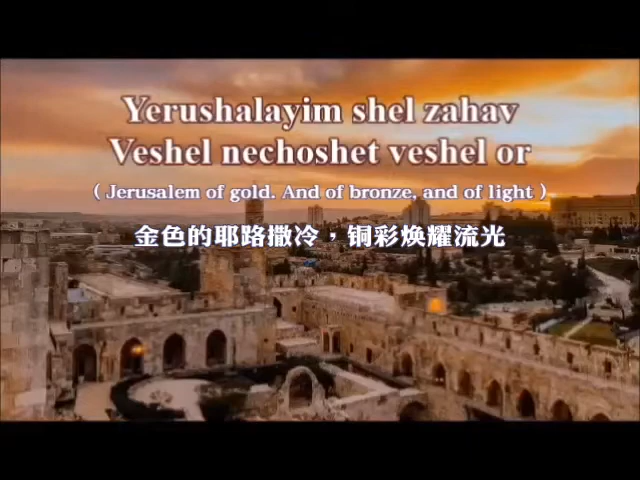 Yerushalayim shel zahav
Veshel nechoshet veshel or
( Jerusalem of gold. And of bronze, and of light )
金色的耶路撒冷，铜彩焕耀流光